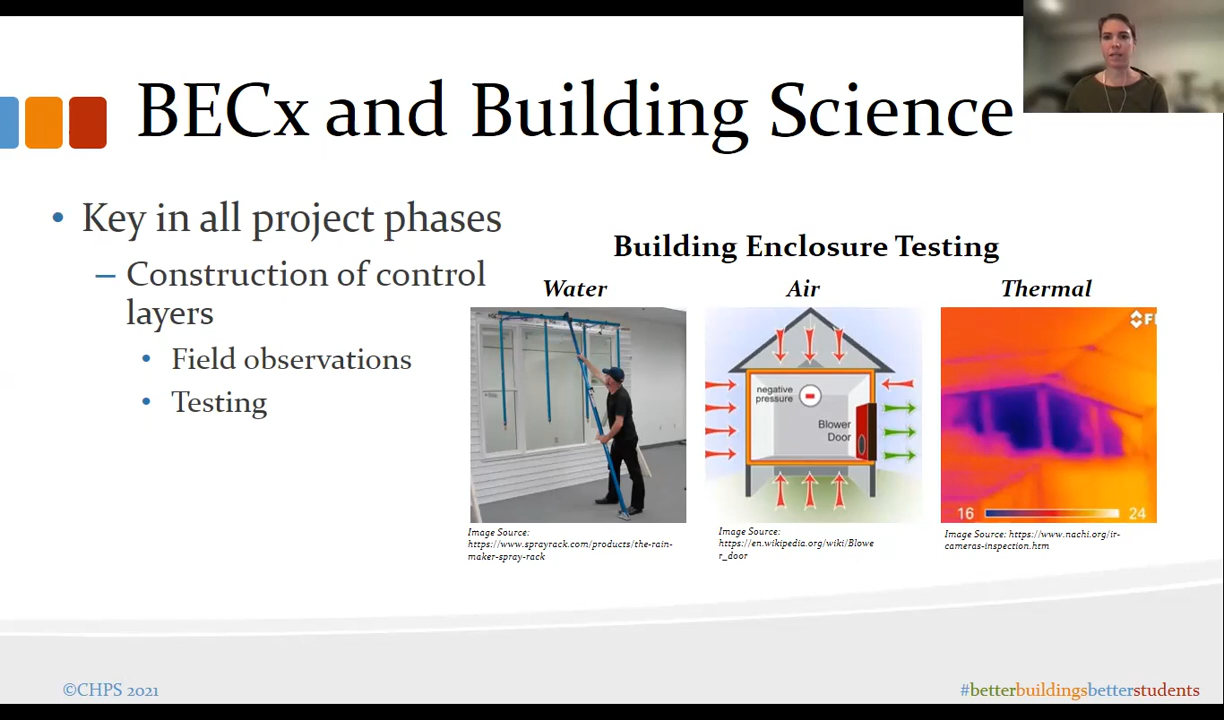 BECx and Building Science
• Key in all project phases
– Construction of control
layers
• Field observations
• Testing
Building Enclosure Testing
Water
Air
Thermal
negative
pressure
Blower
Door
16
24
Image Source:
https://www.sprayrack.com/products/the-rain-
maker-spray-rack
Image Source:
https://en.wikipedia.org/wiki/Blowe
r_door
Image Source: https://www.nachi.org/ir-
cameras-inspection.htm
©CHPS 2021
#betterbuildingsbetterstudents